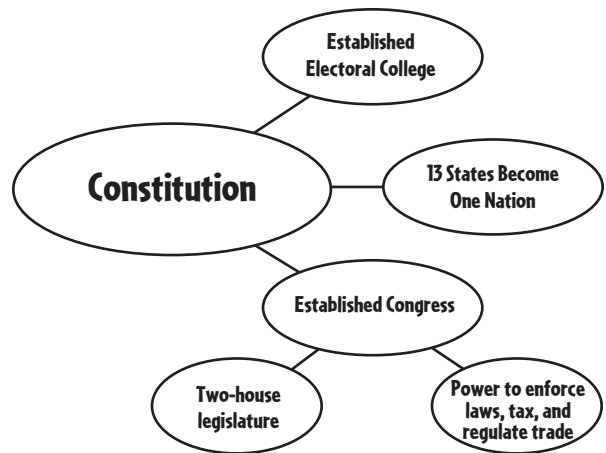 Established
Electoral College
Constitution
13 States Become
One Nation
Established Congress
Two-house
legislature
Power to enforce
laws, tax, and
regulate trade